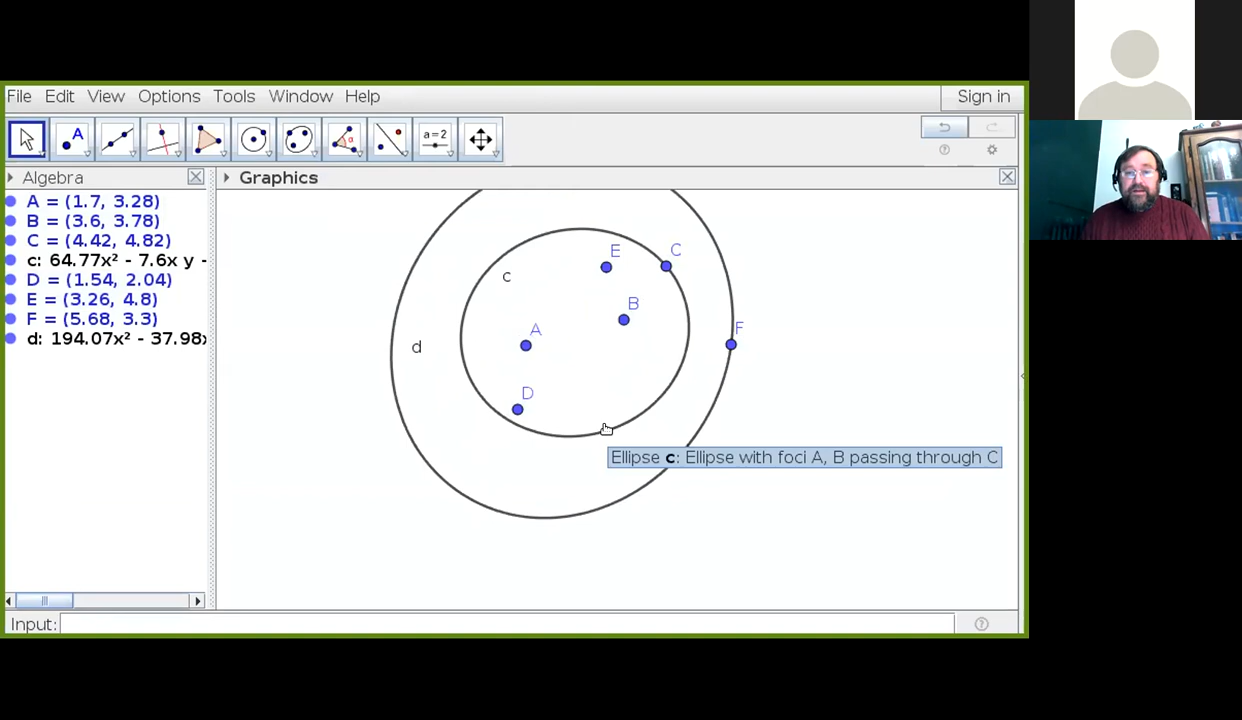 File Edit View Options Tools Window Help
Sign in
A
a=2
Algebra
Graphics
A = (1.7, 3.28)
B = (3.6, 3.78)
C = (4.42, 4.82)
c: 64.77x² - 7.6x y -
D = (1.54, 2.04)
E = (3.26, 4.8)
F = (5.68, 3.3)
d: 194.07x² - 37.98x
E
C
c
B
A
F
d
D
Ellipse c: Ellipse with foci A, B passing through C
Input: